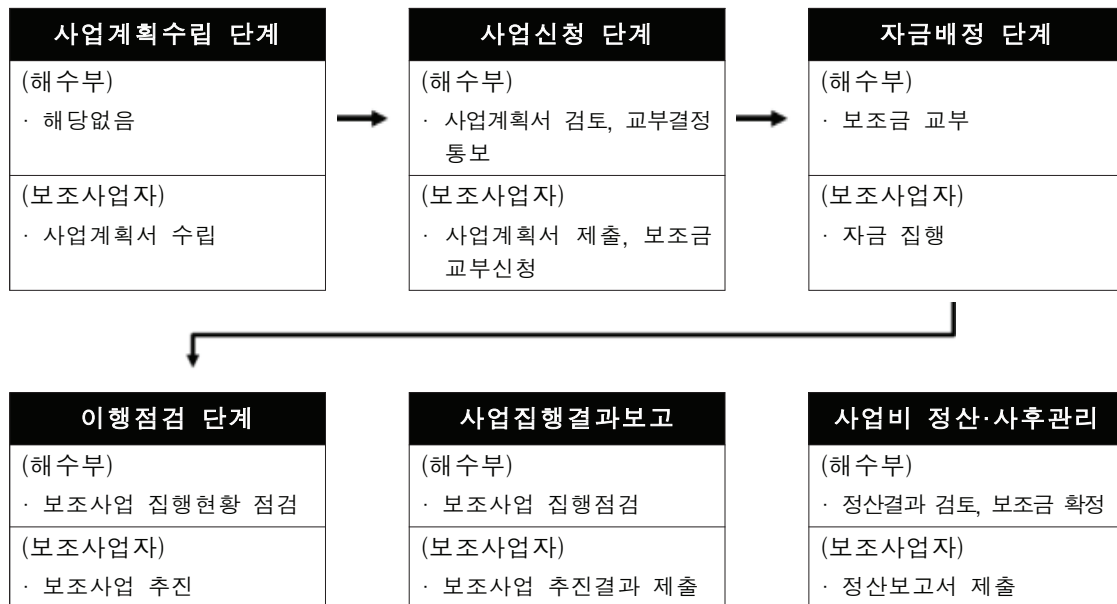 사업계획수립 단계
(해수부)
· 해당없음
(보조사업자)
· 사업계획서 수립
사업신청 단계
(해수부)
· 사업계획서 검토, 교부결정
통보
(보조사업자)
· 사업계획서 제출, 보조금
교부신청
자금배정 단계
(해수부)
· 보조금 교부
(보조사업자)
· 자금 집행
이행점검 단계
(해수부)
· 보조사업 집행현황 점검
(보조사업자)
· 보조사업 추진
사업집행결과보고
(해수부)
· 보조사업 집행점검
(보조사업자)
· 보조사업 추진결과 제출
사업비 정산·사후관리
(해수부)
· 정산결과 검토, 보조금 확정
(보조사업자)
· 정산보고서 제출